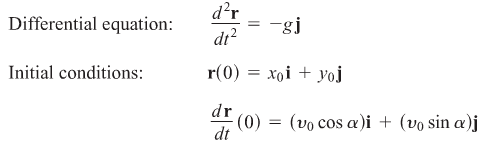 Differential equation: d²r/dt² = −gj
Initial conditions: r(0) = x₀i + y₀j
dr/dt (0) = (v₀ cos α)i + (v₀ sin α)j